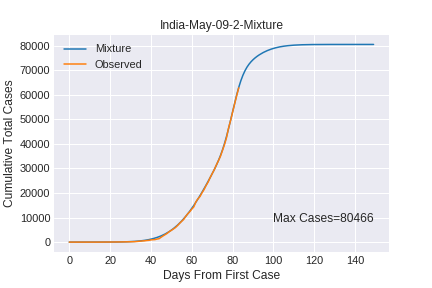 India-May-09-2-Mixture
Mixture
Observed
80000
70000
60000
50000
40000
30000
20000
10000
0
Cumulative Total Cases
Max Cases=80466
0 20 40 60 80 100 120 140
Days From First Case